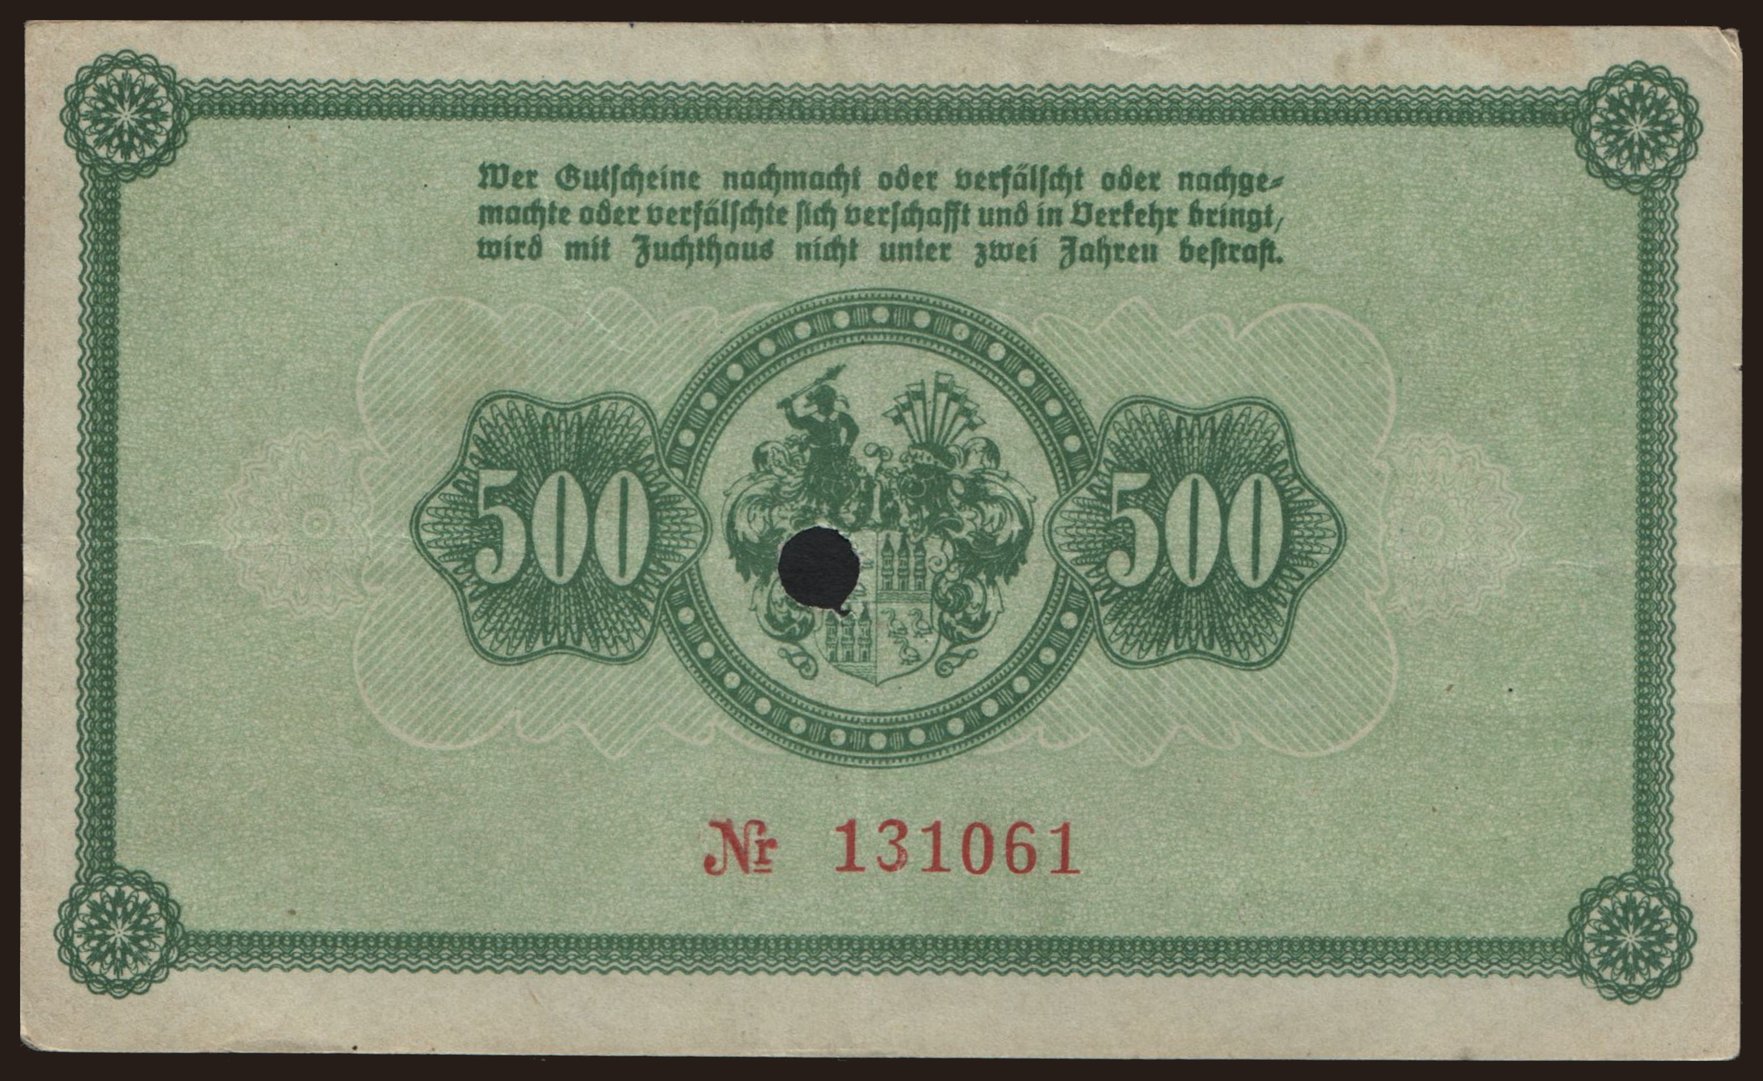 Wer Gutscheine nachmacht oder verfälscht oder nachge-
machte oder verfälschte sich verschafft und in Verkehr bringt,
wird mit Zuchthaus nicht unter zwei Jahren bestraft.
500 500
Nr 131061